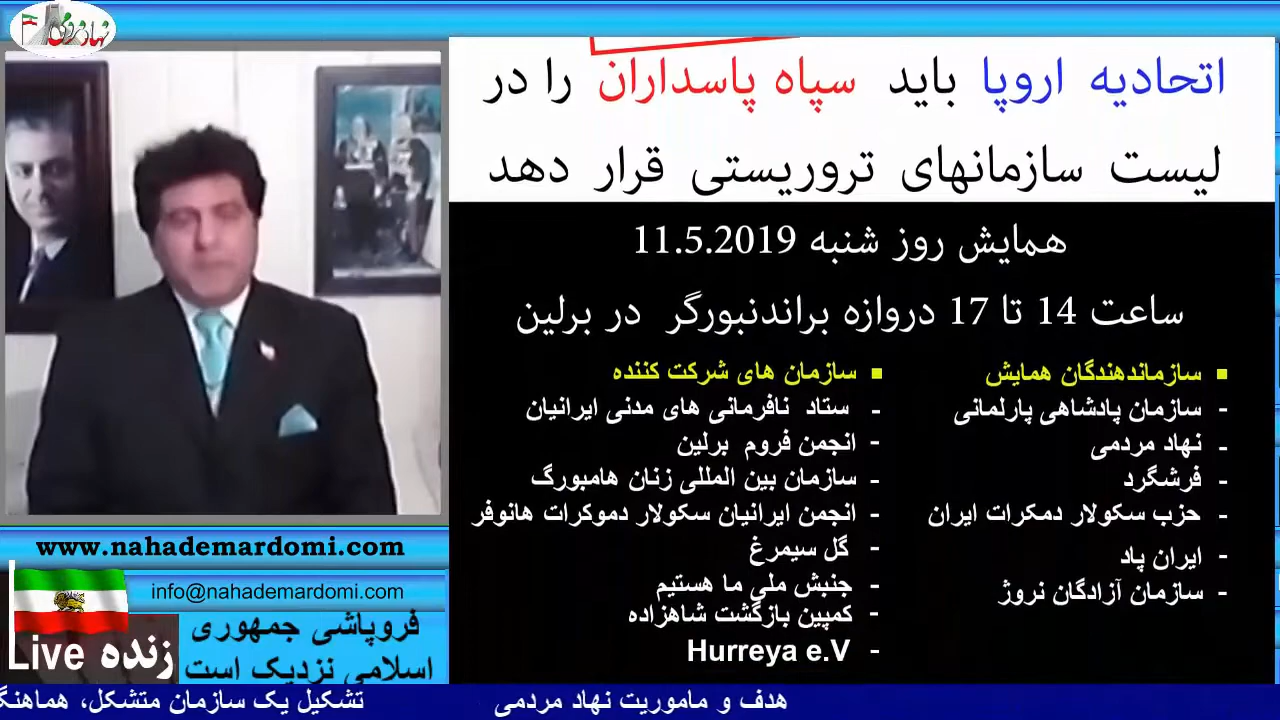 نهاد مردمی
اتحادیه اروپا باید سپاه پاسداران را در
لیست سازمانهای تروریستی قرار دهد
همایش روز شنبه 11.5.2019
ساعت 14 تا 17 دروازه براندنبورگر در برلین
سازماندهندگان همایش
- سازمان پادشاهی پارلمانی
- نهاد مردمی
- فرشگرد
- حزب سکولار دمکرات ایران
- ایران پاد
- سازمان آزادگان نروژ
سازمان های شرکت کننده
- ستاد نافرمانی های مدنی ایرانیان
- انجمن فروم برلین
- سازمان بین المللی زنان هامبورگ
- انجمن ایرانیان سکولار دموکرات هانوفر
- گل سیمرغ
- جنبش ملی ما هستیم
- کمپین بازگشت شاهزاده
- Hurreya e.V
www.nahademardomi.com
info@nahademardomi.com
فروپاشی جمهوری
اسلامی نزدیک است
Live زنده
هدف و ماموریت نهاد مردمی تشکیل یک سازمان متشکل، هماهنگ